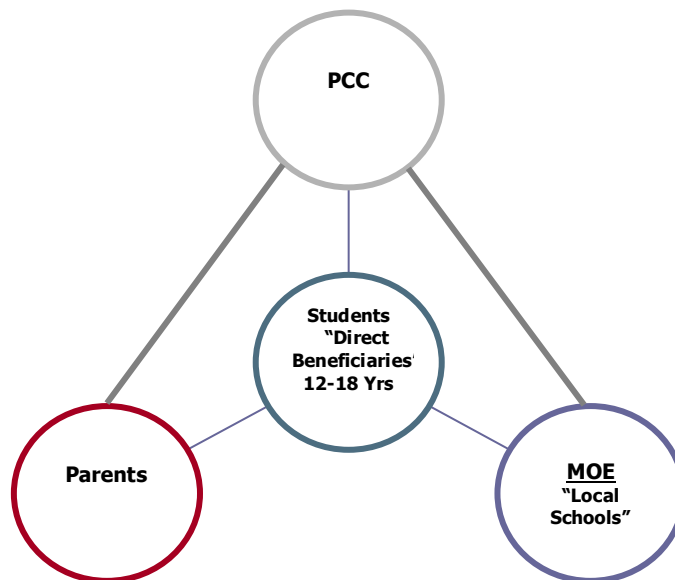 PCC
Students
“Direct
Beneficiaries’
12-18 Yrs
Parents
MOE
“Local
Schools”